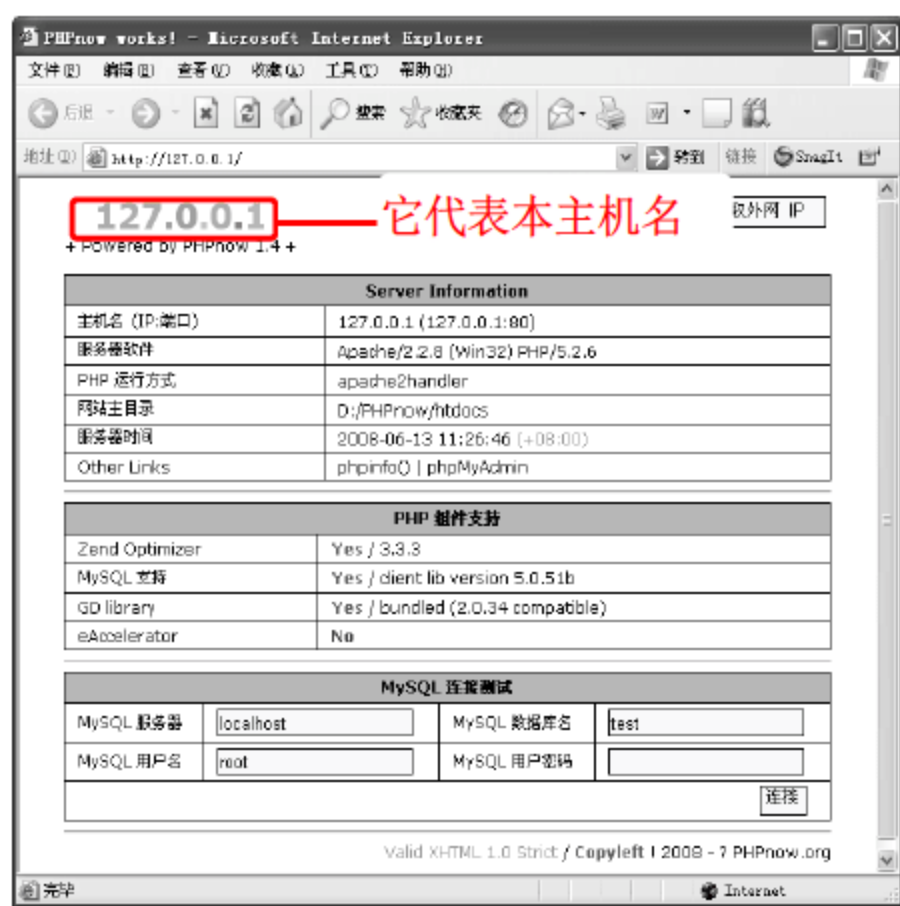 PHPnow works! - Microsoft Internet Explorer
文件(F) 编辑(E) 查看(V) 收藏(A) 工具(T) 帮助(H)
后退 搜索 收藏夹
地址(D) http://127.0.0.1/ 转到 链接 SnagIt
127.0.0.1 它代表本主机名 取外网 IP
+ Powered by PHPnow 1.4 +
Server Information
主机名 (IP:端口) 127.0.0.1 (127.0.0.1:80)
服务器软件 Apache/2.2.8 (Win32) PHP/5.2.6
PHP 运行方式 apache2handler
网站主目录 D:/PHPnow/htdocs
服务器时间 2008-06-13 11:26:46 (+08:00)
Other Links phpinfo() | phpMyAdmin
PHP 组件支持
Zend Optimizer Yes / 3.3.3
MySQL 支持 Yes / client lib version 5.0.51b
GD library Yes / bundled (2.0.34 compatible)
eAccelerator No
MySQL 连接测试
MySQL 服务器 localhost MySQL 数据库名 test
MySQL 用户名 root MySQL 用户密码
连接
Valid XHTML 1.0 Strict / Copyleft ! 2008 - ? PHPnow.org
完毕 Internet